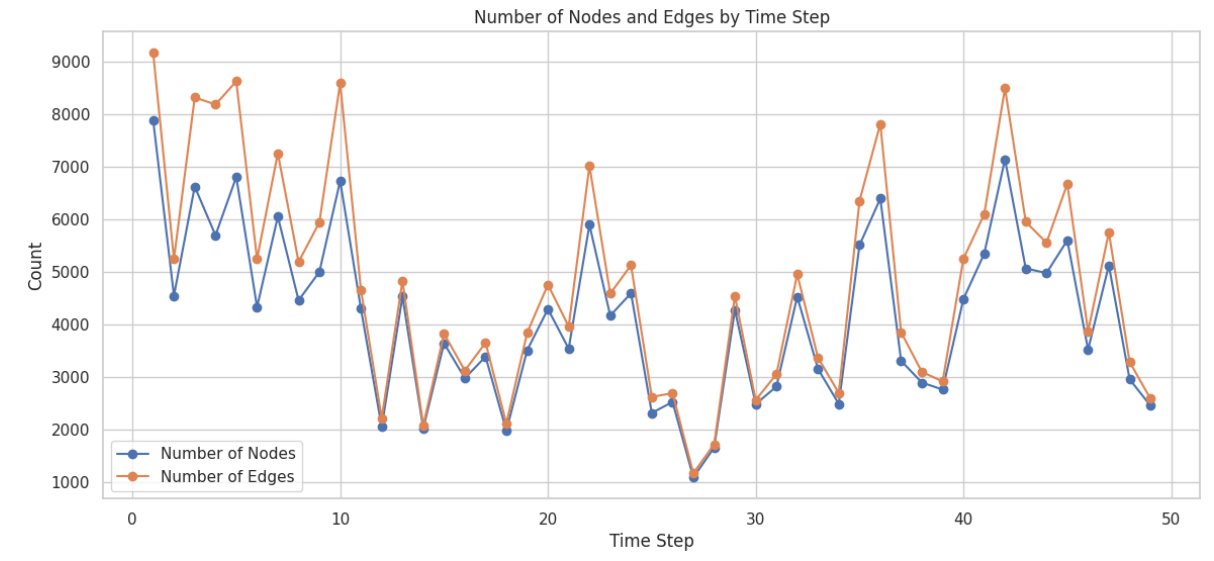 Number of Nodes and Edges by Time Step
9000
8000
7000
6000
5000
4000
3000
2000
1000
Count
Number of Nodes
Number of Edges
0 10 20 30 40 50
Time Step